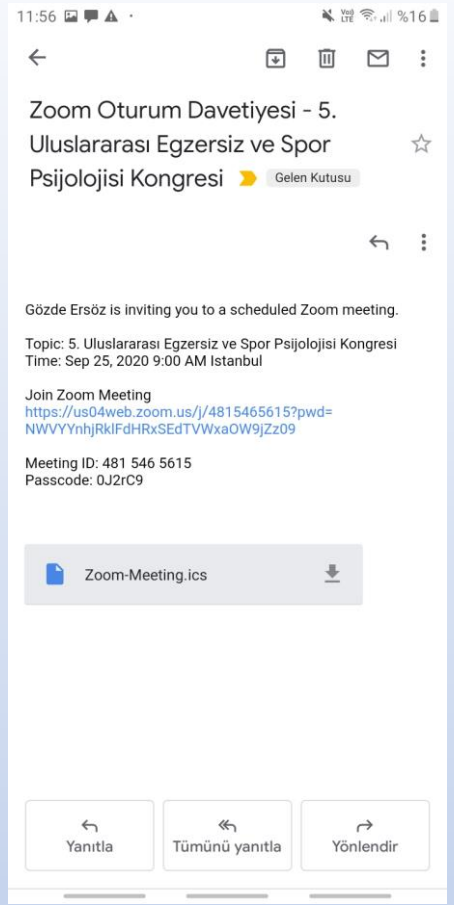 11:56
Vo)) LTE %16
Zoom Oturum Davetiyesi - 5.
Uluslararası Egzersiz ve Spor
Psijolojisi Kongresi Gelen Kutusu
Gözde Ersöz is inviting you to a scheduled Zoom meeting.
Topic: 5. Uluslararası Egzersiz ve Spor Psijolojisi Kongresi
Time: Sep 25, 2020 9:00 AM Istanbul
Join Zoom Meeting
https://us04web.zoom.us/j/4815465615?pwd=
NWVYYnhjRklFdHRxSEdTVWxaOW9jZz09
Meeting ID: 481 546 5615
Passcode: 0J2rC9
Zoom-Meeting.ics
Yanıtla Tümünü yanıtla Yönlendir